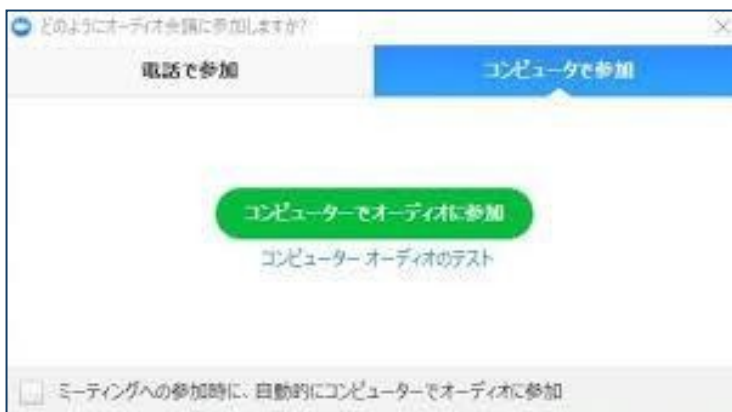 どのようにオーディオ会議に参加しますか?
電話で参加
コンピュータで参加
コンピューターでオーディオに参加
コンピューター オーディオのテスト
ミーティングへの参加時に、自動的にコンピューターでオーディオに参加